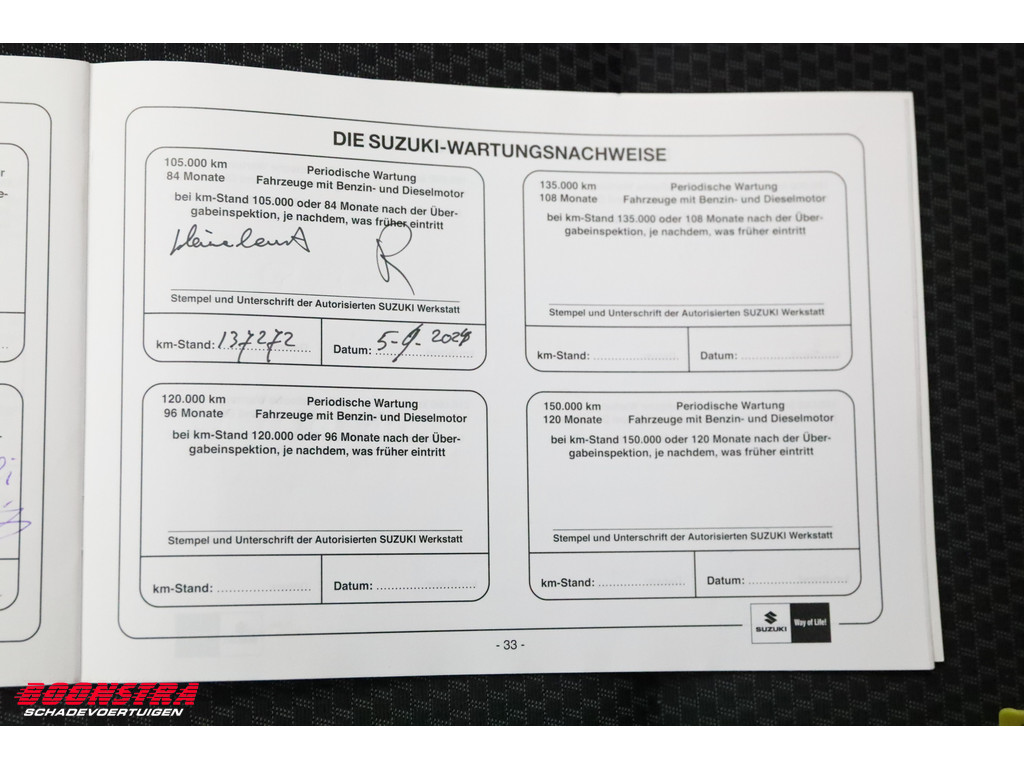 DIE SUZUKI-WARTUNGSNACHWEISE
105.000 km
84 Monate
Periodische Wartung
Fahrzeuge mit Benzin- und Dieselmotor
bei km-Stand 105.000 oder 84 Monate nach der Über-
gabeinspektion, je nachdem, was früher eintritt
Stempel und Unterschrift der Autorisierten SUZUKI Werkstatt
km-Stand: 137272
Datum: 5-9-2024
120.000 km
96 Monate
Periodische Wartung
Fahrzeuge mit Benzin- und Dieselmotor
bei km-Stand 120.000 oder 96 Monate nach der Über-
gabeinspektion, je nachdem, was früher eintritt
Stempel und Unterschrift der Autorisierten SUZUKI Werkstatt
km-Stand:
Datum:
135.000 km
108 Monate
Periodische Wartung
Fahrzeuge mit Benzin- und Dieselmotor
bei km-Stand 135.000 oder 108 Monate nach der Über-
gabeinspektion, je nachdem, was früher eintritt
Stempel und Unterschrift der Autorisierten SUZUKI Werkstatt
km-Stand:
Datum:
150.000 km
120 Monate
Periodische Wartung
Fahrzeuge mit Benzin- und Dieselmotor
bei km-Stand 150.000 oder 120 Monate nach der Über-
gabeinspektion, je nachdem, was früher eintritt
Stempel und Unterschrift der Autorisierten SUZUKI Werkstatt
km-Stand:
Datum:
SUZUKI
Way of Life!
- 33 -
BOONSTRA
SCHADEVOERTUIGEN